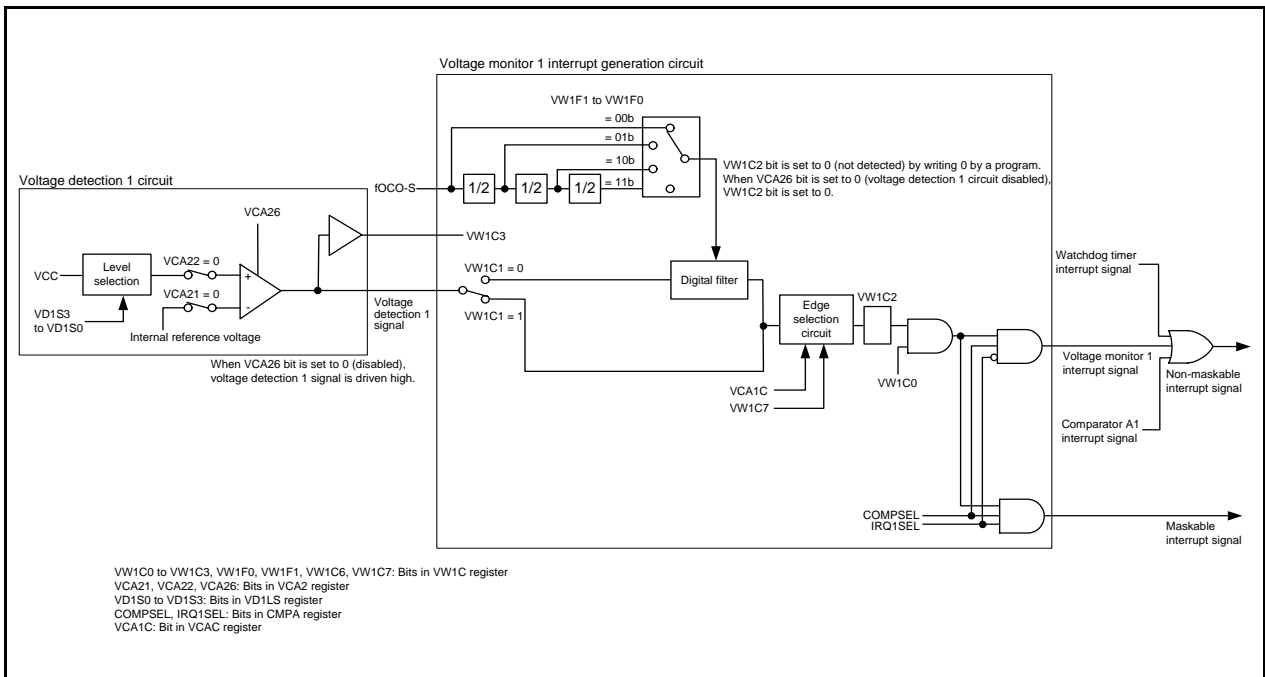 Voltage monitor 1 interrupt generation circuit
VW1F1 to VW1F0
= 00b
= 01b
= 10b
= 11b
fOCO-S
1/2
1/2
1/2
VW1C2 bit is set to 0 (not detected) by writing 0 by a program.
When VCA26 bit is set to 0 (voltage detection 1 circuit disabled),
VW1C2 bit is set to 0.
Voltage detection 1 circuit
VCA26
VW1C3
VCC
Level
selection
VCA22 = 0
VCA21 = 0
+
-
VD1S3
to VD1S0
Internal reference voltage
When VCA26 bit is set to 0 (disabled),
voltage detection 1 signal is driven high.
Voltage
detection 1
signal
VW1C1 = 0
VW1C1 = 1
Digital filter
Edge
selection
circuit
VW1C2
VCA1C
VW1C7
VW1C0
Watchdog timer
interrupt signal
Voltage monitor 1
interrupt signal
Non-maskable
interrupt signal
Comparator A1
interrupt signal
COMPSEL
IRQ1SEL
Maskable
interrupt signal
VW1C0 to VW1C3, VW1F0, VW1F1, VW1C6, VW1C7: Bits in VW1C register
VCA21, VCA22, VCA26: Bits in VCA2 register
VD1S0 to VD1S3: Bits in VD1LS register
COMPSEL, IRQ1SEL: Bits in CMPA register
VCA1C: Bit in VCAC register